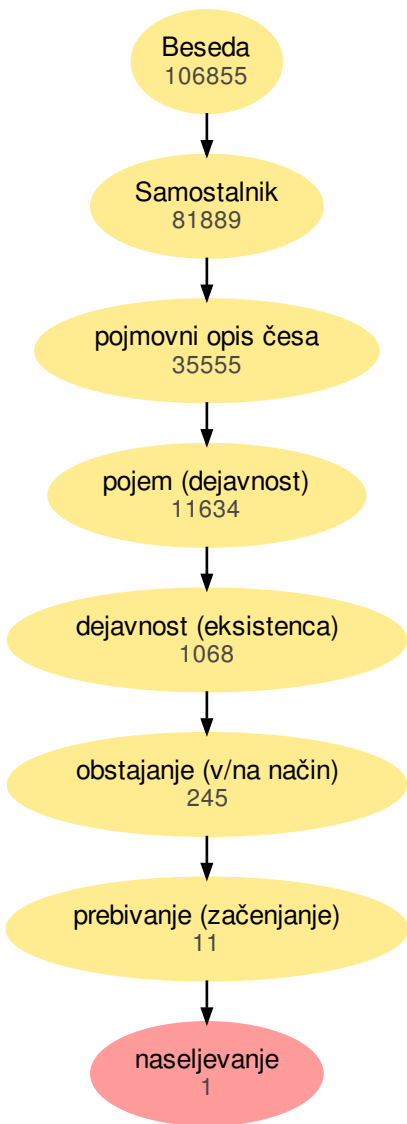 Beseda
106855
Samostalnik
81889
pojmovni opis česa
35555
pojem (dejavnost)
11634
dejavnost (eksistenca)
1068
obstajanje (v/na način)
245
prebivanje (začenjanje)
11
naseljevanje
1